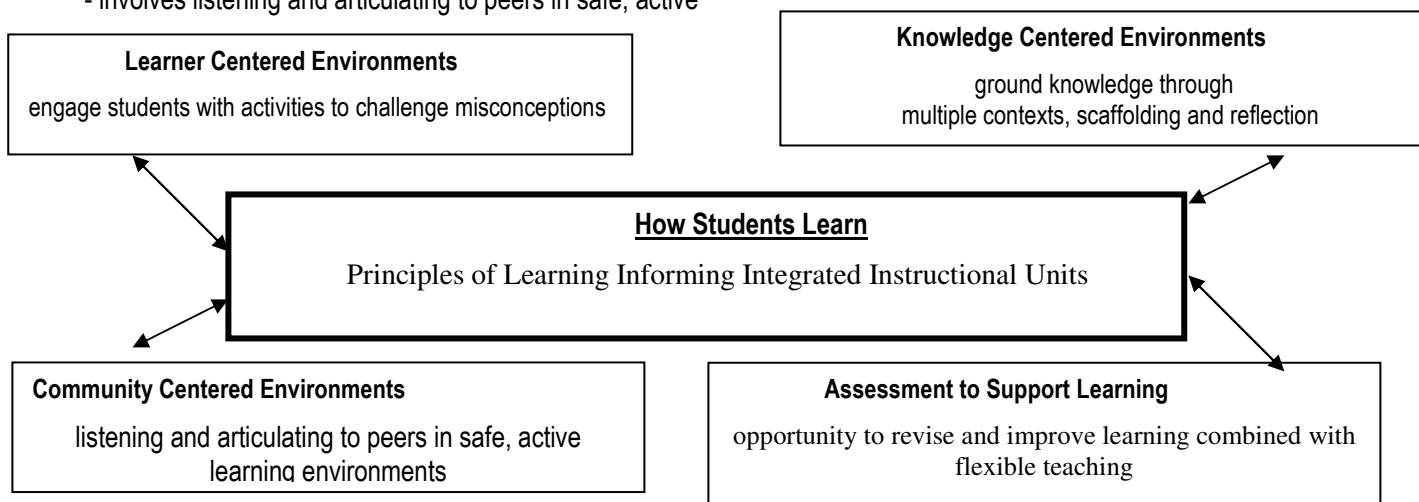 - involves listening and articulating to peers in safe, active
Learner Centered Environments
engage students with activities to challenge misconceptions
Knowledge Centered Environments
ground knowledge through
multiple contexts, scaffolding and reflection
How Students Learn
Principles of Learning Informing Integrated Instructional Units
Community Centered Environments
listening and articulating to peers in safe, active
learning environments
Assessment to Support Learning
opportunity to revise and improve learning combined with
flexible teaching